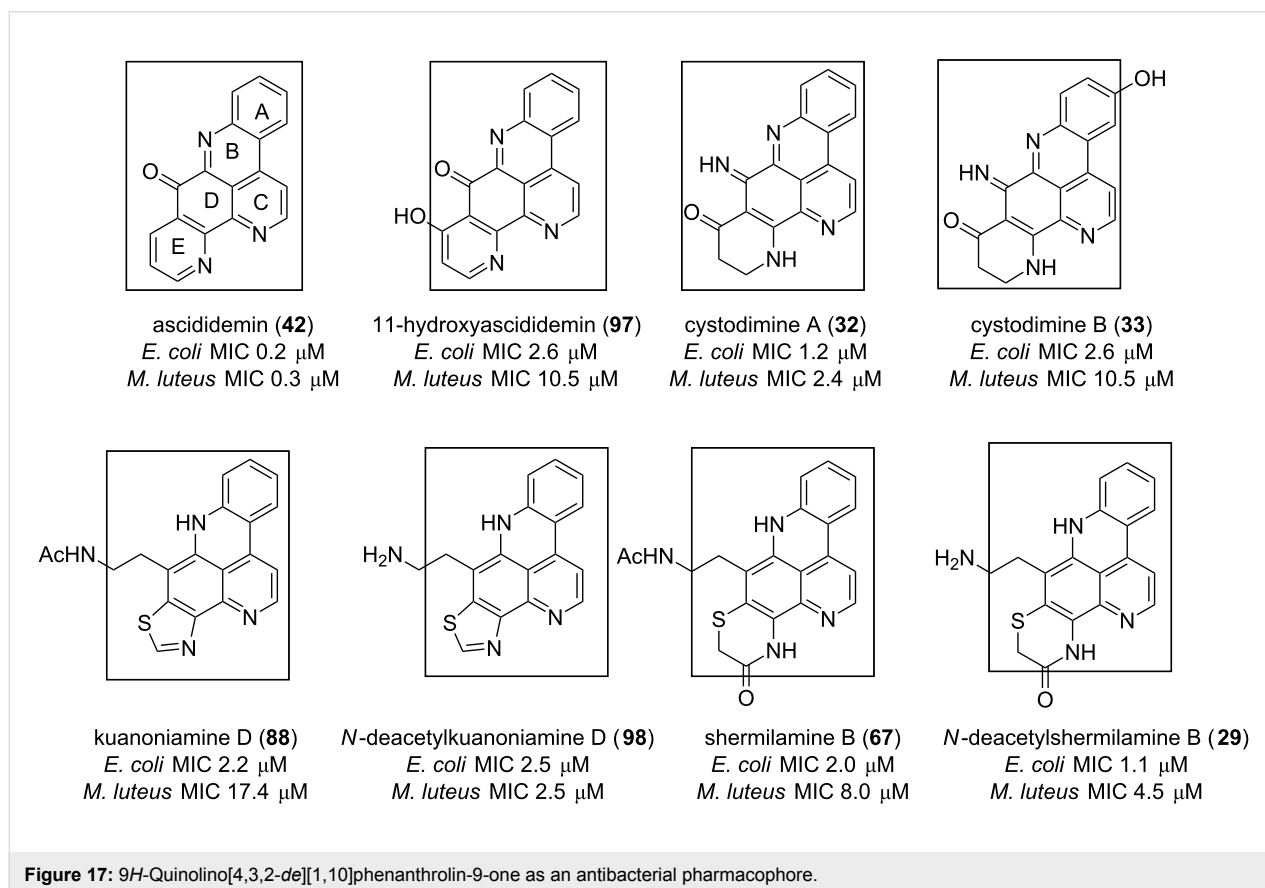 A
N
B
O
D
C
E
N
N
ascididemin (42)
E. coli MIC 0.2 μM
M. luteus MIC 0.3 μM
N
O
HO
N
N
11-hydroxyascididemin (97)
E. coli MIC 2.6 μM
M. luteus MIC 10.5 μM
N
HN
O
N
NH
cystodimine A (32)
E. coli MIC 1.2 μM
M. luteus MIC 2.4 μM
OH
N
HN
O
N
NH
cystodimine B (33)
E. coli MIC 2.6 μM
M. luteus MIC 10.5 μM
HN
AcHN
S
N
N
kuanoniamine D (88)
E. coli MIC 2.2 μM
M. luteus MIC 17.4 μM
HN
H2N
S
N
N
N-deacetylkuanoniamine D (98)
E. coli MIC 2.5 μM
M. luteus MIC 2.5 μM
HN
AcHN
S
N
NH
O
shermilamine B (67)
E. coli MIC 2.0 μM
M. luteus MIC 8.0 μM
HN
H2N
S
N
NH
O
N-deacetylshermilamine B (29)
E. coli MIC 1.1 μM
M. luteus MIC 4.5 μM
Figure 17: 9H-Quinolino[4,3,2-de][1,10]phenanthrolin-9-one as an antibacterial pharmacophore.